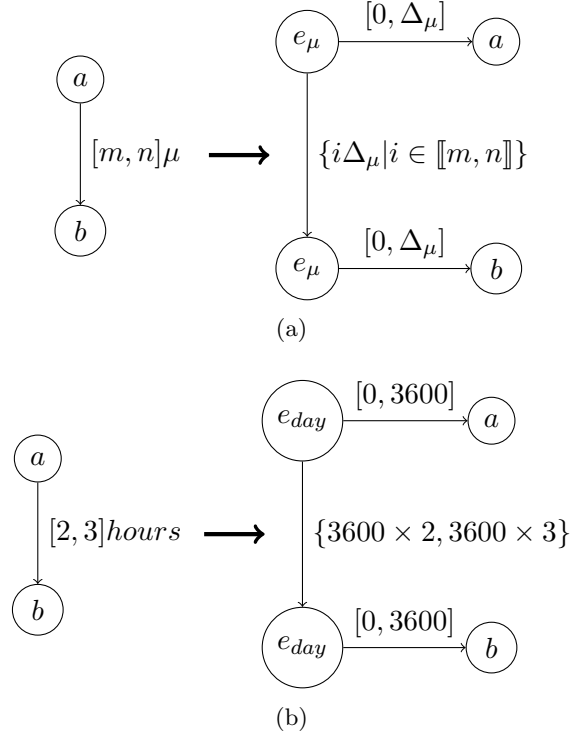 a
[m, n]μ
b
e_μ
[0, Δ_μ]
a
{iΔ_μ|i ∈ ⟦m, n⟧}
e_μ
[0, Δ_μ]
b
(a)
a
[2, 3]hours
b
e_day
[0, 3600]
a
{3600 × 2, 3600 × 3}
e_day
[0, 3600]
b
(b)